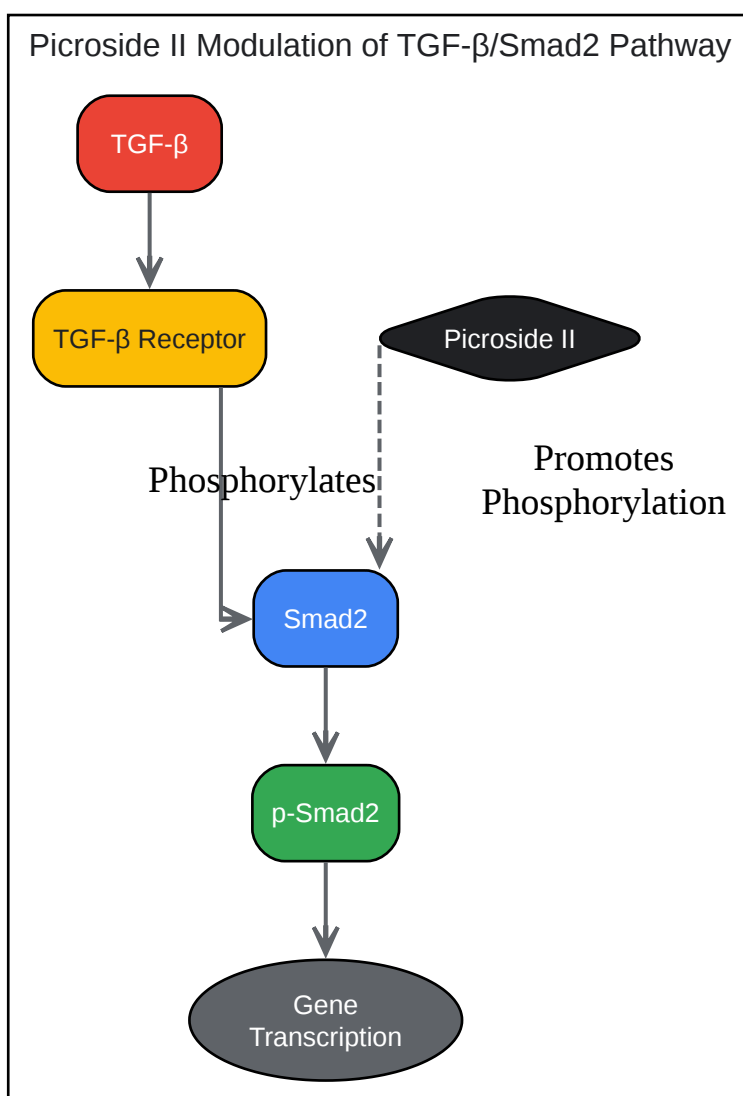 Picroside II Modulation of TGF-β/Smad2 Pathway
TGF-β
TGF-β Receptor
Picroside II
Phosphorylates
Promotes
Phosphorylation
Smad2
p-Smad2
Gene
Transcription